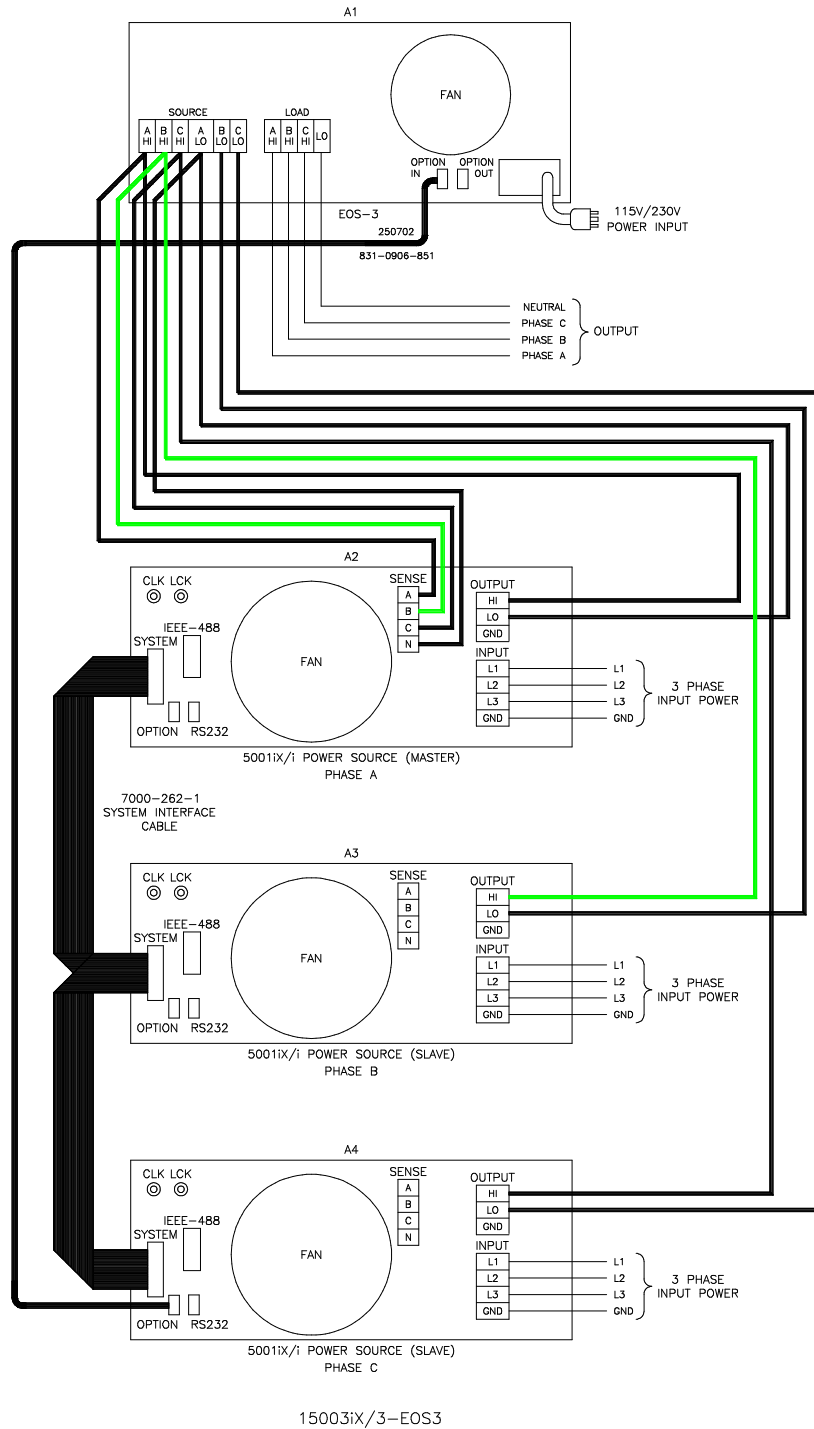 A1
FAN
SOURCE LOAD
A HI B HI C HI A LO B LO C LO
A HI B HI C HI LO
OPTION IN
OPTION OUT
EOS-3
115V/230V
POWER INPUT
250702
831-0906-851
NEUTRAL
PHASE C
PHASE B
PHASE A
OUTPUT
A2
CLK LCK
SENSE
A
B
C
N
OUTPUT
HI
LO
GND
IEEE-488
SYSTEM
FAN
INPUT
L1 L1
L2 L2
L3 L3
GND GND
3 PHASE
INPUT POWER
OPTION RS232
5001iX/i POWER SOURCE (MASTER)
PHASE A
7000-262-1
SYSTEM INTERFACE
CABLE
A3
CLK LCK
SENSE
A
B
C
N
OUTPUT
HI
LO
GND
IEEE-488
SYSTEM
FAN
INPUT
L1 L1
L2 L2
L3 L3
GND GND
3 PHASE
INPUT POWER
OPTION RS232
5001iX/i POWER SOURCE (SLAVE)
PHASE B
A4
CLK LCK
SENSE
A
B
C
N
OUTPUT
HI
LO
GND
IEEE-488
SYSTEM
FAN
INPUT
L1 L1
L2 L2
L3 L3
GND GND
3 PHASE
INPUT POWER
OPTION RS232
5001iX/i POWER SOURCE (SLAVE)
PHASE C
15003iX/3-EOS3